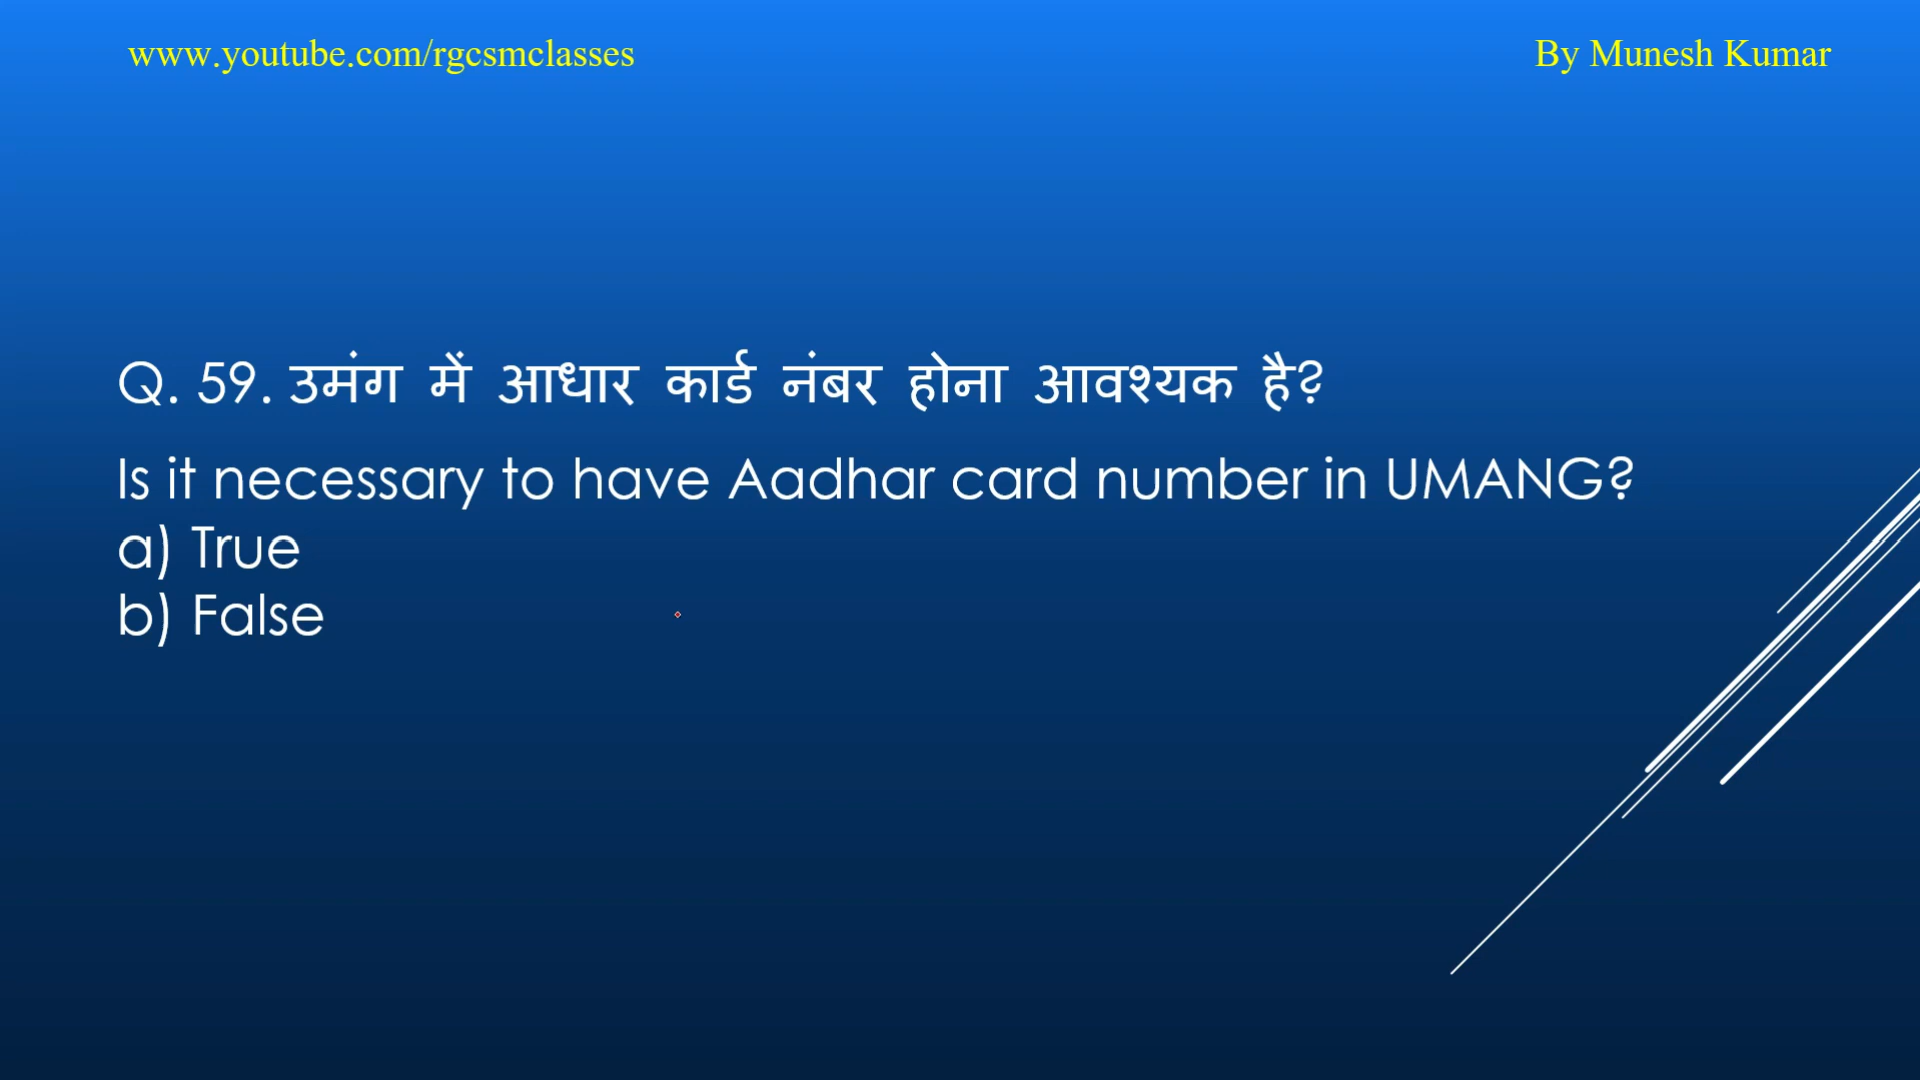 www.youtube.com/rgcsmclasses
By Munesh Kumar
Q. 59. उमंग में आधार कार्ड नंबर होना आवश्यक है?
Is it necessary to have Aadhar card number in UMANG?
a) True
b) False